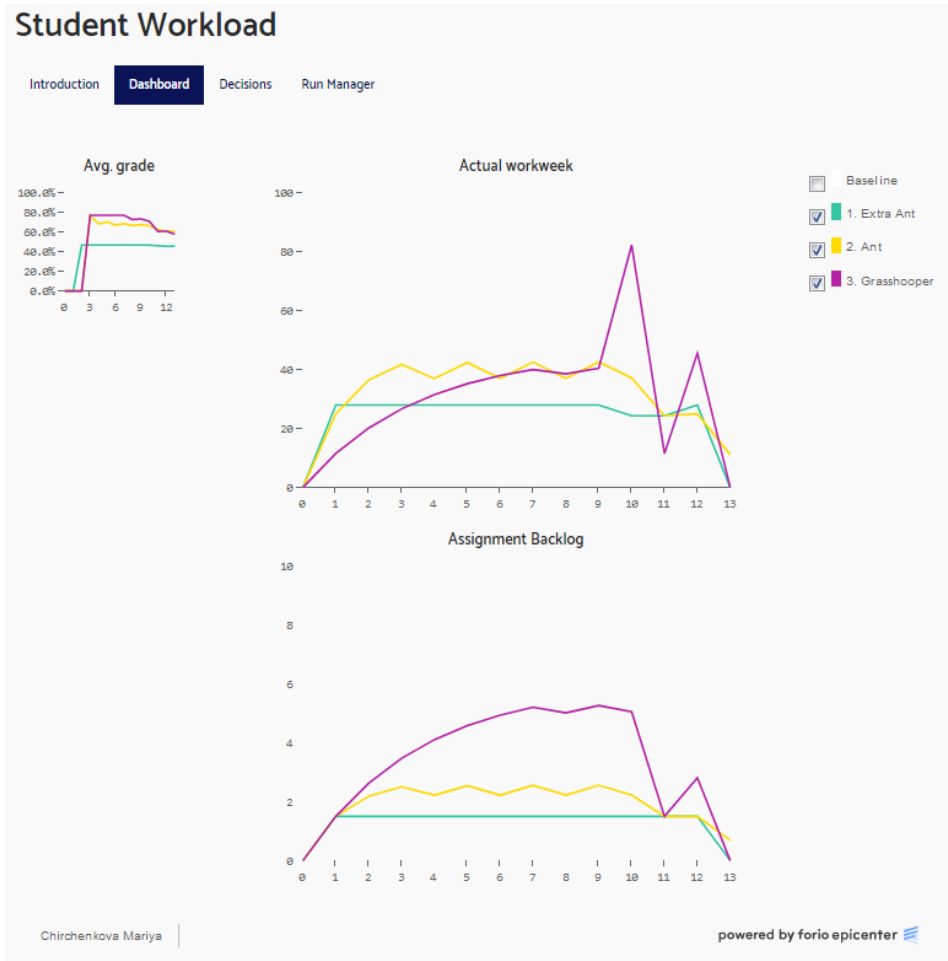 Student Workload
Introduction Dashboard Decisions Run Manager
Avg. grade
100.0%
80.0%
60.0%
40.0%
20.0%
0.0%
0 3 6 9 12
Actual workweek
100
80
60
40
20
0
0 1 2 3 4 5 6 7 8 9 10 11 12 13
Baseline
1. Extra Ant
2. Ant
3. Grasshooper
Assignment Backlog
10
8
6
4
2
0
0 1 2 3 4 5 6 7 8 9 10 11 12 13
Chirchenkova Mariya
powered by forio epicenter